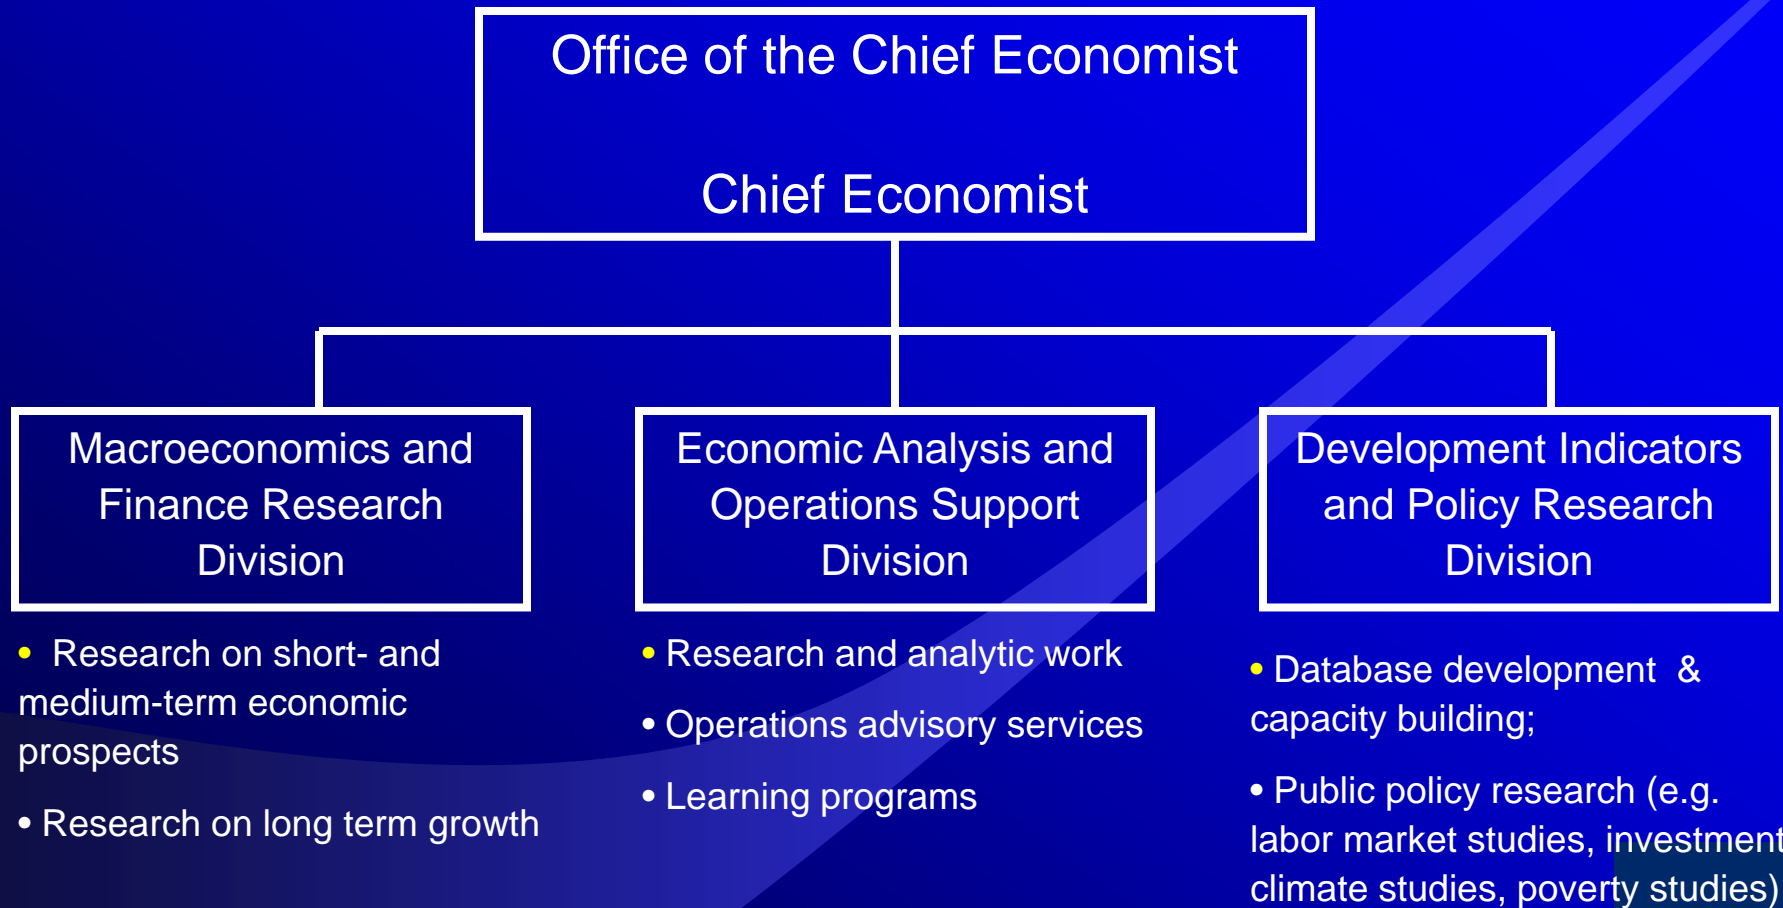 Office of the Chief Economist
Chief Economist
Macroeconomics and
Finance Research
Division
• Research on short- and
medium-term economic
prospects
• Research on long term growth
Economic Analysis and
Operations Support
Division
• Research and analytic work
• Operations advisory services
• Learning programs
Development Indicators
and Policy Research
Division
• Database development &
capacity building;
• Public policy research (e.g.
labor market studies, investment
climate studies, poverty studies)